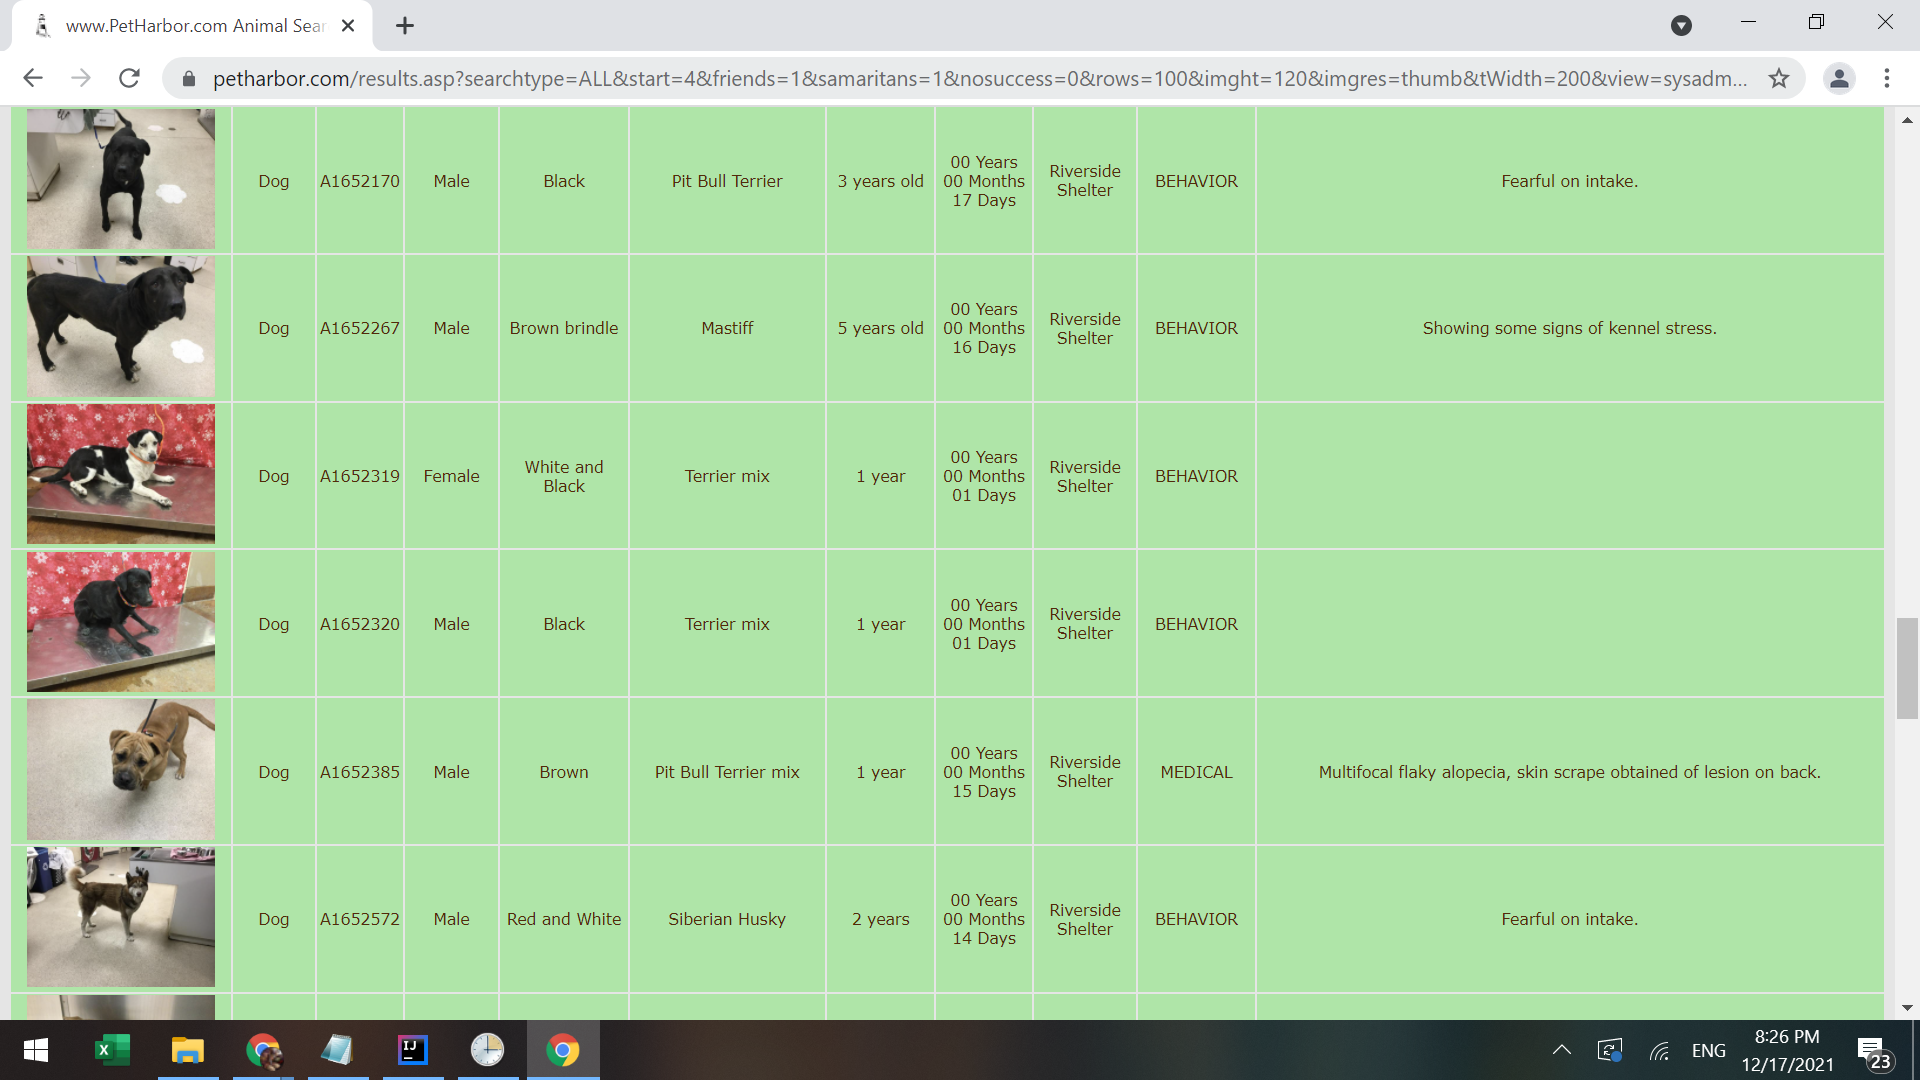 www.PetHarbor.com Animal Sear
petharbor.com/results.asp?searchtype=ALL&start=4&friends=1&samaritans=1&nosuccess=0&rows=100&imght=120&imgres=thumb&tWidth=200&view=sysadm...
Dog A1652170 Male Black Pit Bull Terrier 3 years old 00 Years 00 Months 17 Days Riverside Shelter BEHAVIOR Fearful on intake.
Dog A1652267 Male Brown brindle Mastiff 5 years old 00 Years 00 Months 16 Days Riverside Shelter BEHAVIOR Showing some signs of kennel stress.
Dog A1652319 Female White and Black Terrier mix 1 year 00 Years 00 Months 01 Days Riverside Shelter BEHAVIOR
Dog A1652320 Male Black Terrier mix 1 year 00 Years 00 Months 01 Days Riverside Shelter BEHAVIOR
Dog A1652385 Male Brown Pit Bull Terrier mix 1 year 00 Years 00 Months 15 Days Riverside Shelter MEDICAL Multifocal flaky alopecia, skin scrape obtained of lesion on back.
Dog A1652572 Male Red and White Siberian Husky 2 years 00 Years 00 Months 14 Days Riverside Shelter BEHAVIOR Fearful on intake.
X
IJ
ENG
8:26 PM
12/17/2021
23